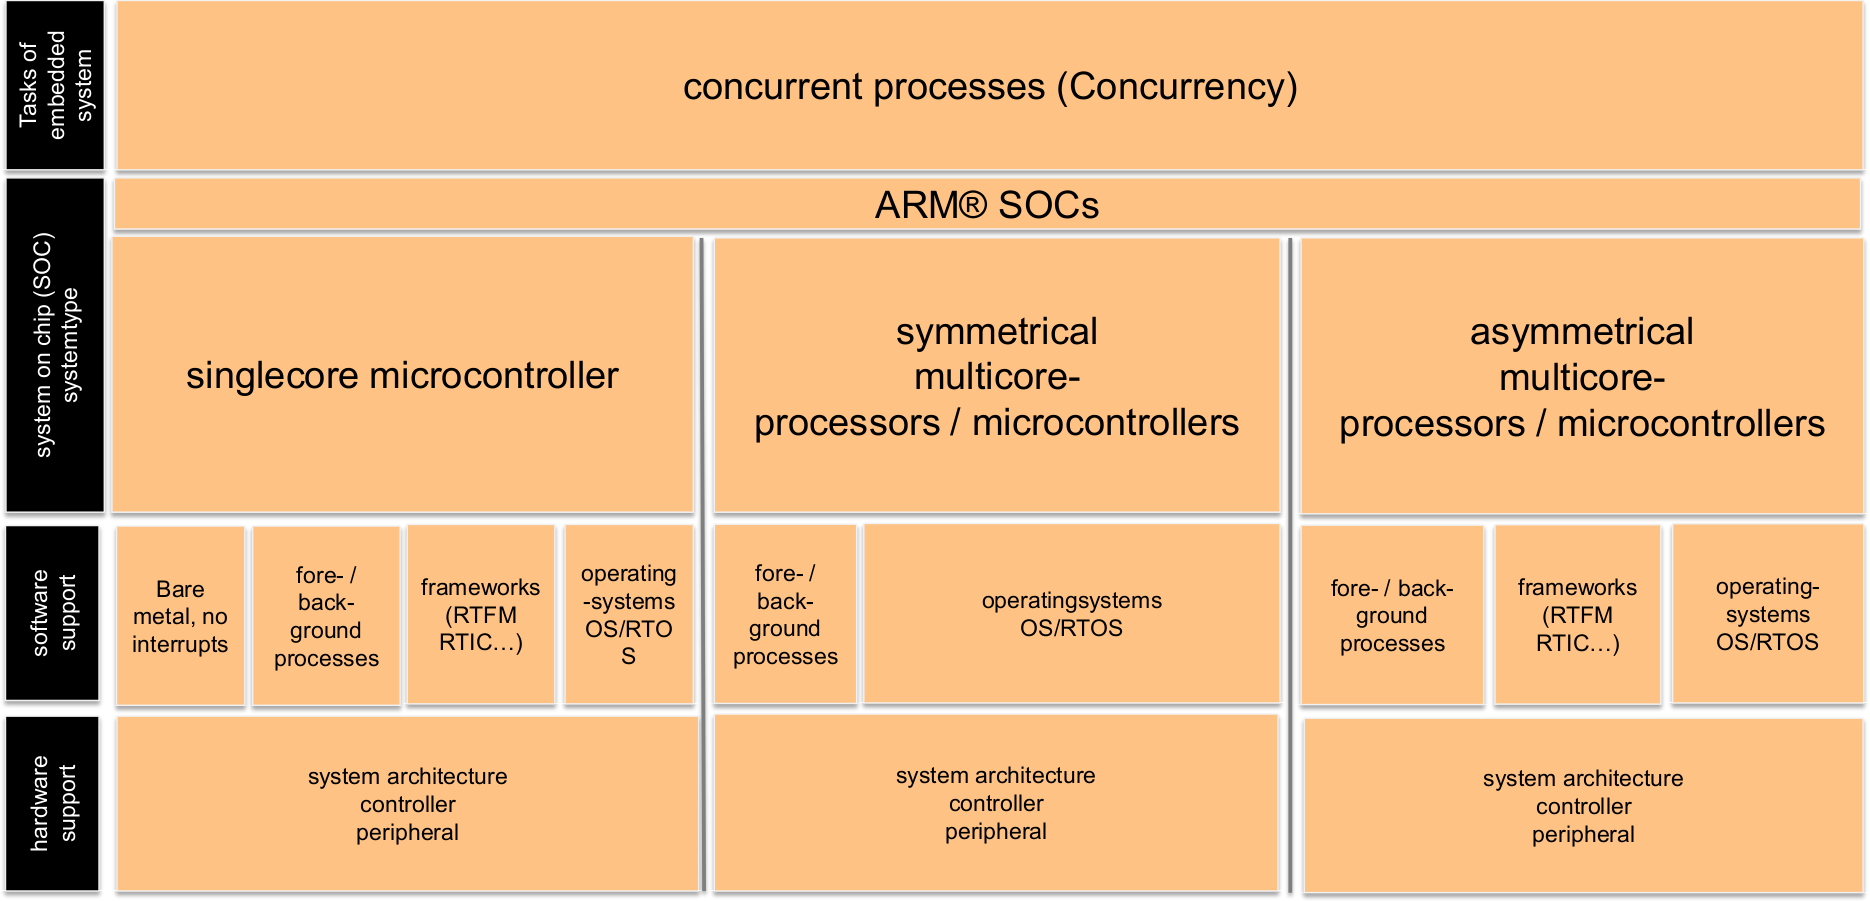 Tasks of
embedded
system
concurrent processes (Concurrency)
system on chip (SOC)
systemtype
ARM® SOCs
singlecore microcontroller
symmetrical
multicore-
processors / microcontrollers
asymmetrical
multicore-
processors / microcontrollers
software
support
Bare
metal, no
interrupts
fore- /
back-
ground
processes
frameworks
(RTFM
RTIC…)
operating
-systems
OS/RTO
S
fore- /
back-
ground
processes
operatingsystems
OS/RTOS
fore- / back-
ground
processes
frameworks
(RTFM
RTIC…)
operating-
systems
OS/RTOS
hardware
support
system architecture
controller
peripheral
system architecture
controller
peripheral
system architecture
controller
peripheral